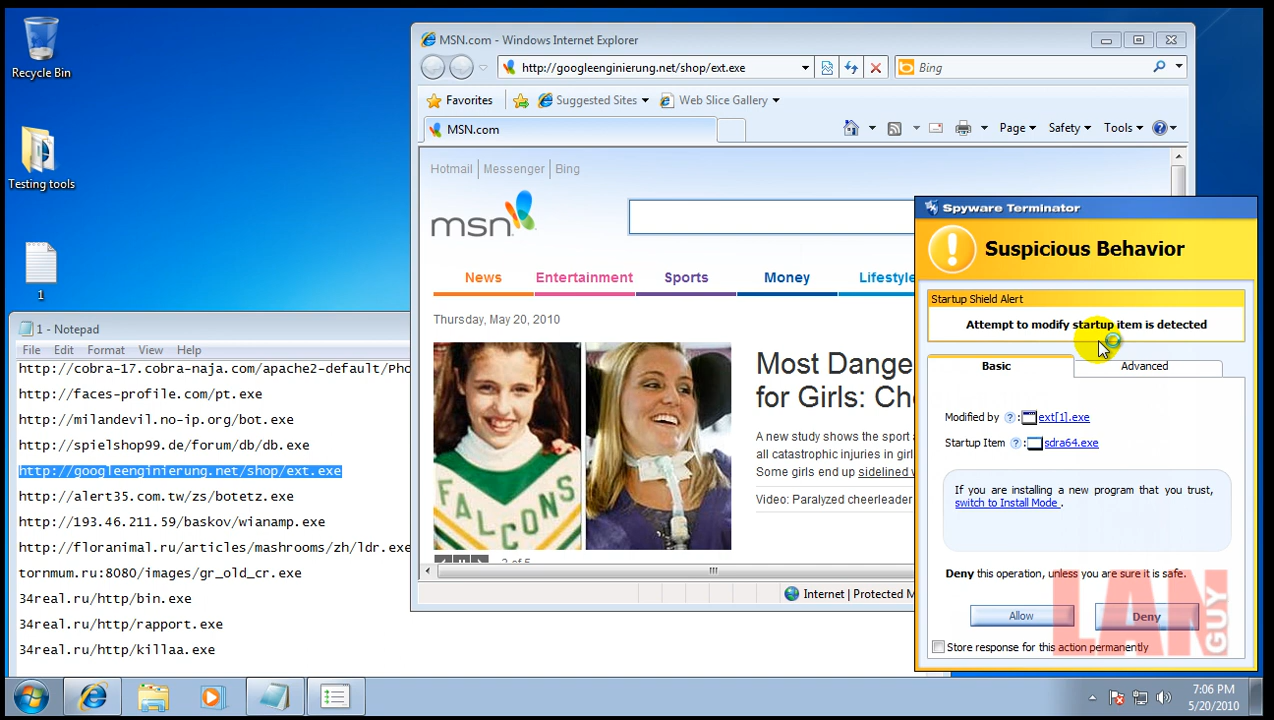 Recycle Bin
Testing tools
1
MSN.com - Windows Internet Explorer
http://googleenginierung.net/shop/ext.exe
Bing
Favorites
Suggested Sites
Web Slice Gallery
MSN.com
Page
Safety
Tools
Hotmail
Messenger
Bing
msn
News
Entertainment
Sports
Money
Lifestyle
Thursday, May 20, 2010
FALCONS
Most Dange
for Girls: Che
A new study shows the sport
all catastrophic injuries in girl
Some girls end up sidelined
Video: Paralyzed cheerleader
Internet | Protected M
1 - Notepad
File Edit Format View Help
http://cobra-17.cobra-naja.com/apache2-default/Pho
http://faces-profile.com/pt.exe
http://milandevil.no-ip.org/bot.exe
http://spielshop99.de/forum/db/db.exe
http://googleenginierung.net/shop/ext.exe
http://alert35.com.tw/zs/botetz.exe
http://193.46.211.59/baskov/wianamp.exe
http://floranimal.ru/articles/mashrooms/zh/ldr.exe
tornmum.ru:8080/images/gr_old_cr.exe
34real.ru/http/bin.exe
34real.ru/http/rapport.exe
34real.ru/http/killaa.exe
Spyware Terminator
Suspicious Behavior
Startup Shield Alert
Attempt to modify startup item is detected
Basic
Advanced
Modified by ? : ext[1].exe
Startup Item ? : sdra64.exe
If you are installing a new program that you trust,
switch to Install Mode .
Deny this operation, unless you are sure it is safe.
Allow
Deny
Store response for this action permanently
LAN GUY
7:06 PM
5/20/2010